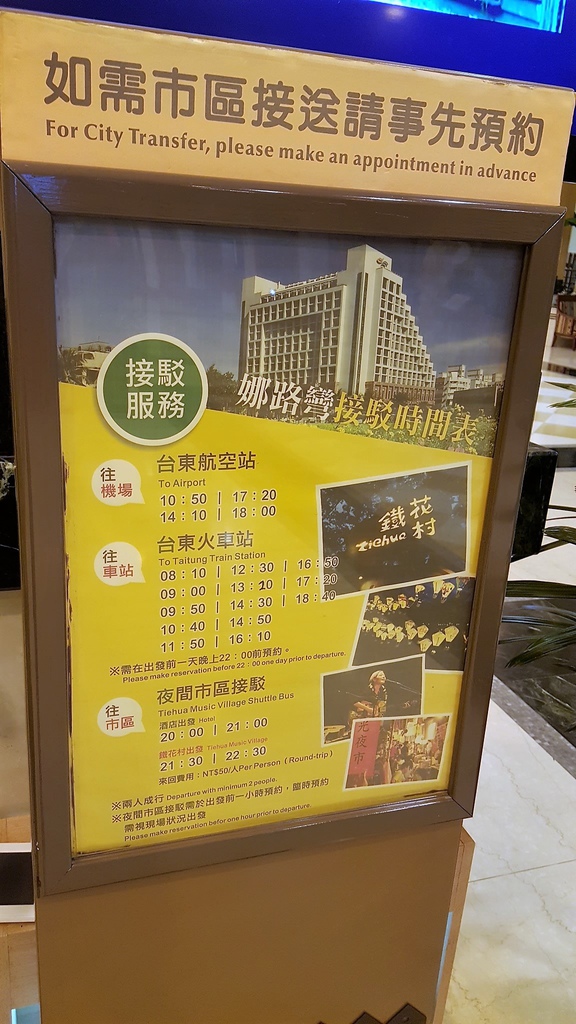 如需市區接送請事先預約
For City Transfer, please make an appointment in advance
接駁
服務
娜路彎接駁時間表
往
機場
台東航空站
To Airport
10:50 | 17:20
14:10 | 18:00
往
車站
台東火車站
To Taitung Train Station
08:10 | 12:30 | 16:50
09:00 | 13:10 | 17:20
09:50 | 14:30 | 18:40
10:40 | 14:50
11:50 | 16:10
※需在出發前一天晚上22:00前預約。
Please make reservation before 22:00 one day prior to departure.
往
市區
夜間市區接駁
Tiehua Music Village Shuttle Bus
酒店出發 Hotel
20:00 | 21:00
鐵花村出發 Tiehua Music Village
21:30 | 22:30
來回費用:NT$50/人Per Person (Round-trip)
※兩人成行 Departure with minimum 2 people.
※夜間市區接駁需於出發前一小時預約,臨時預約
需視現場狀況出發
Please make reservation before one hour prior to departure.
鐵花村
tiehua
光夜市